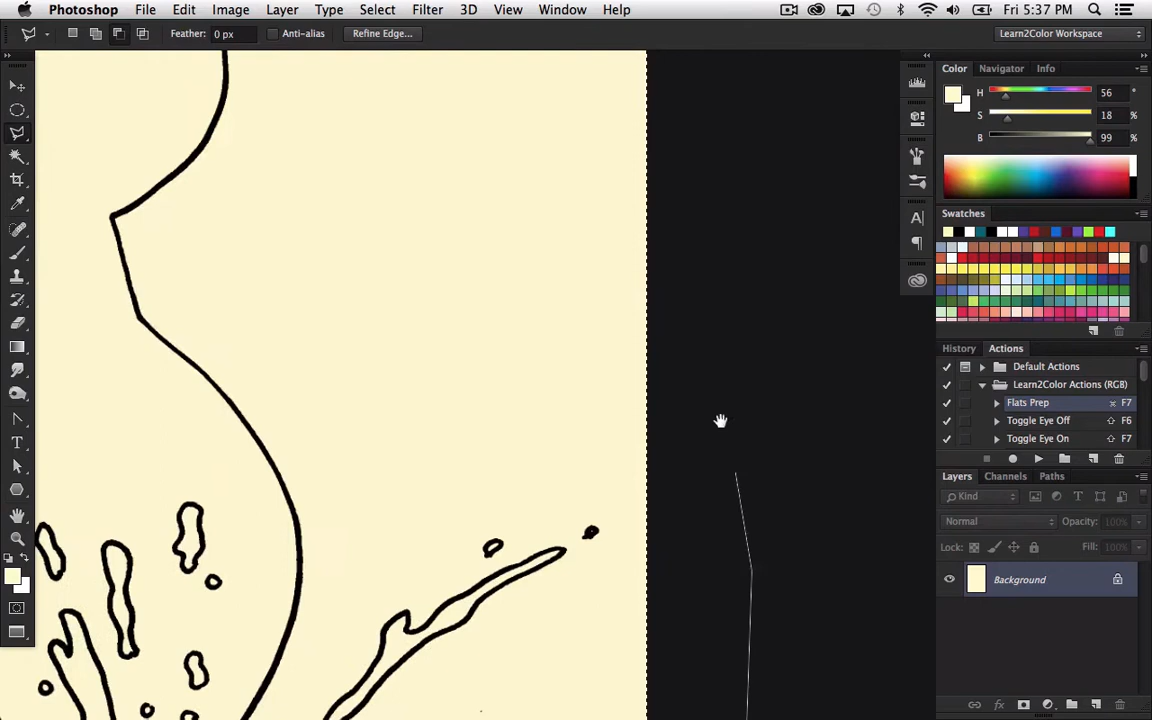 Photoshop File Edit Image Layer Type Select Filter 3D View Window Help Fri 5:37 PM
Feather: 0 px Anti-alias Refine Edge... Learn2Color Workspace
Color Navigator Info
H 56 °
S 18 %
B 99 %
Swatches
History Actions
Default Actions
Learn2Color Actions (RGB)
Flats Prep F7
Toggle Eye Off F6
Toggle Eye On F7
Layers Channels Paths
Kind
Normal Opacity: 100%
Lock: Fill: 100%
Background